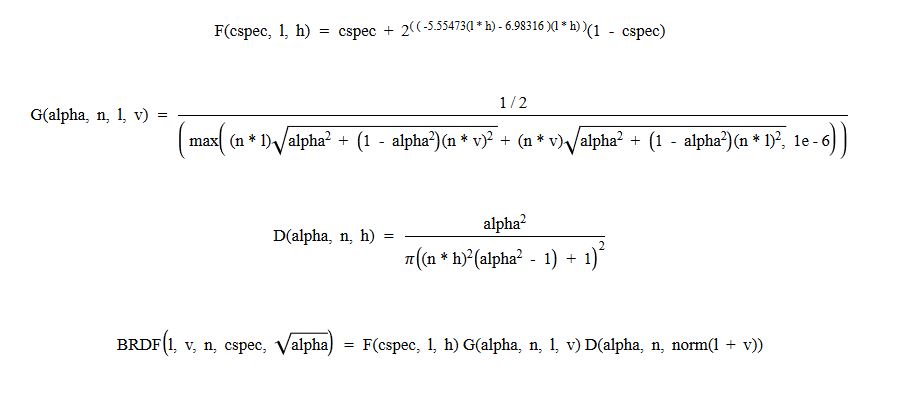 F(cspec, l, h) = cspec + 2^((-5.55473(l * h) - 6.98316)(l * h))(1 - cspec)
G(alpha, n, l, v) = (1 / 2) / (max((n * l)√(alpha² + (1 - alpha²)(n * v)²) + (n * v)√(alpha² + (1 - alpha²)(n * l)²), 1e - 6))
D(alpha, n, h) = alpha² / π((n * h)²(alpha² - 1) + 1)²
BRDF(l, v, n, cspec, √alpha) = F(cspec, l, h) G(alpha, n, l, v) D(alpha, n, norm(l + v))